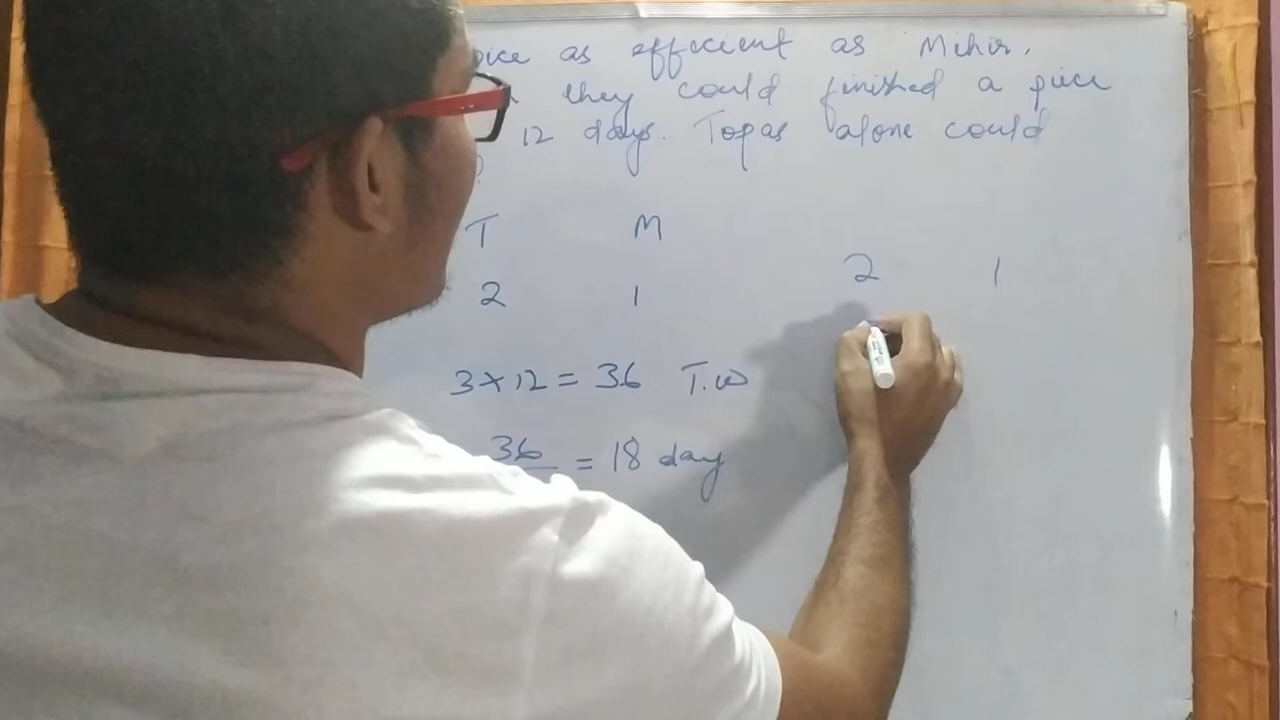 as efficient as Mihir.
they could finished a piece
12 days. Topas alone could
?
T M
2 1
2 1
3 × 12 = 36 T.W
36 = 18 day